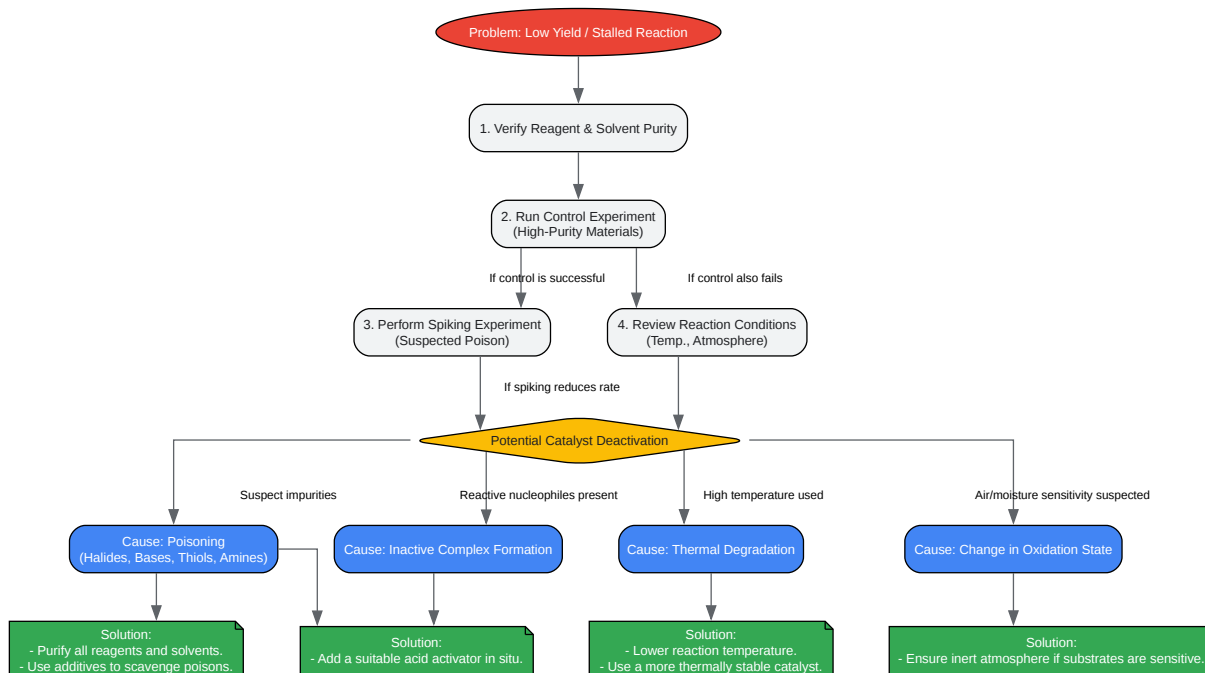 Problem: Low Yield / Stalled Reaction
1. Verify Reagent & Solvent Purity
2. Run Control Experiment
(High-Purity Materials)
If control is successful
If control also fails
3. Perform Spiking Experiment
(Suspected Poison)
4. Review Reaction Conditions
(Temp., Atmosphere)
If spiking reduces rate
Potential Catalyst Deactivation
Suspect impurities
Reactive nucleophiles present
High temperature used
Air/moisture sensitivity suspected
Cause: Poisoning
(Halides, Bases, Thiols, Amines)
Cause: Inactive Complex Formation
Cause: Thermal Degradation
Cause: Change in Oxidation State
Solution:
- Purify all reagents and solvents.
- Use additives to scavenge poisons.
Solution:
- Add a suitable acid activator in situ.
Solution:
- Lower reaction temperature.
- Use a more thermally stable catalyst.
Solution:
- Ensure inert atmosphere if substrates are sensitive.